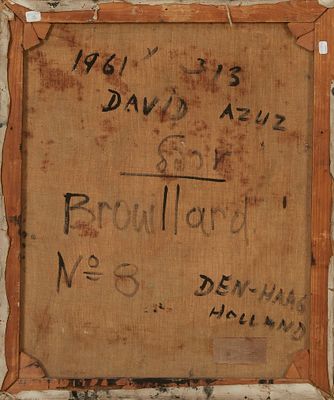 1961 313
DAVID AZUZ
Brouillard
Nº 8
DEN-HAAG
HOLLAND